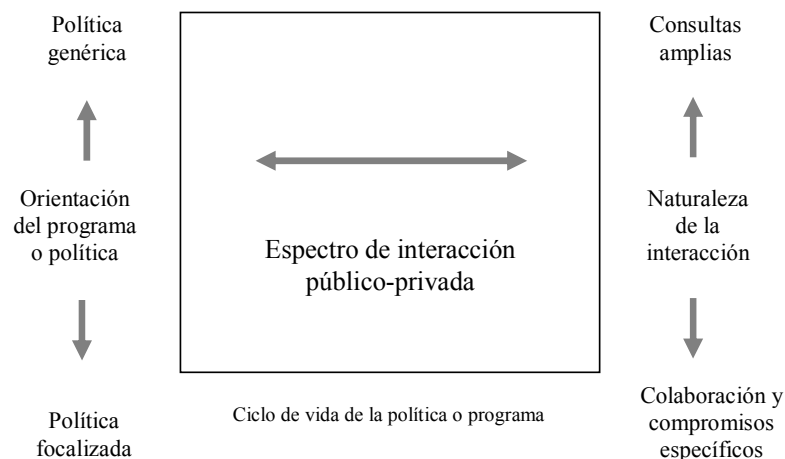 Política
genérica
Orientación
del programa
o política
Política
focalizada
Espectro de interacción
público-privada
Ciclo de vida de la política o programa
Consultas
amplias
Naturaleza
de la
interacción
Colaboración y
compromisos
específicos